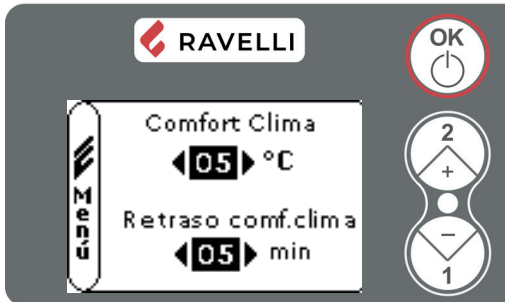 RAVELLI
OK
Menú
Comfort Clima
05 °C
Retraso comf.clima
05 min
2
+
-
1